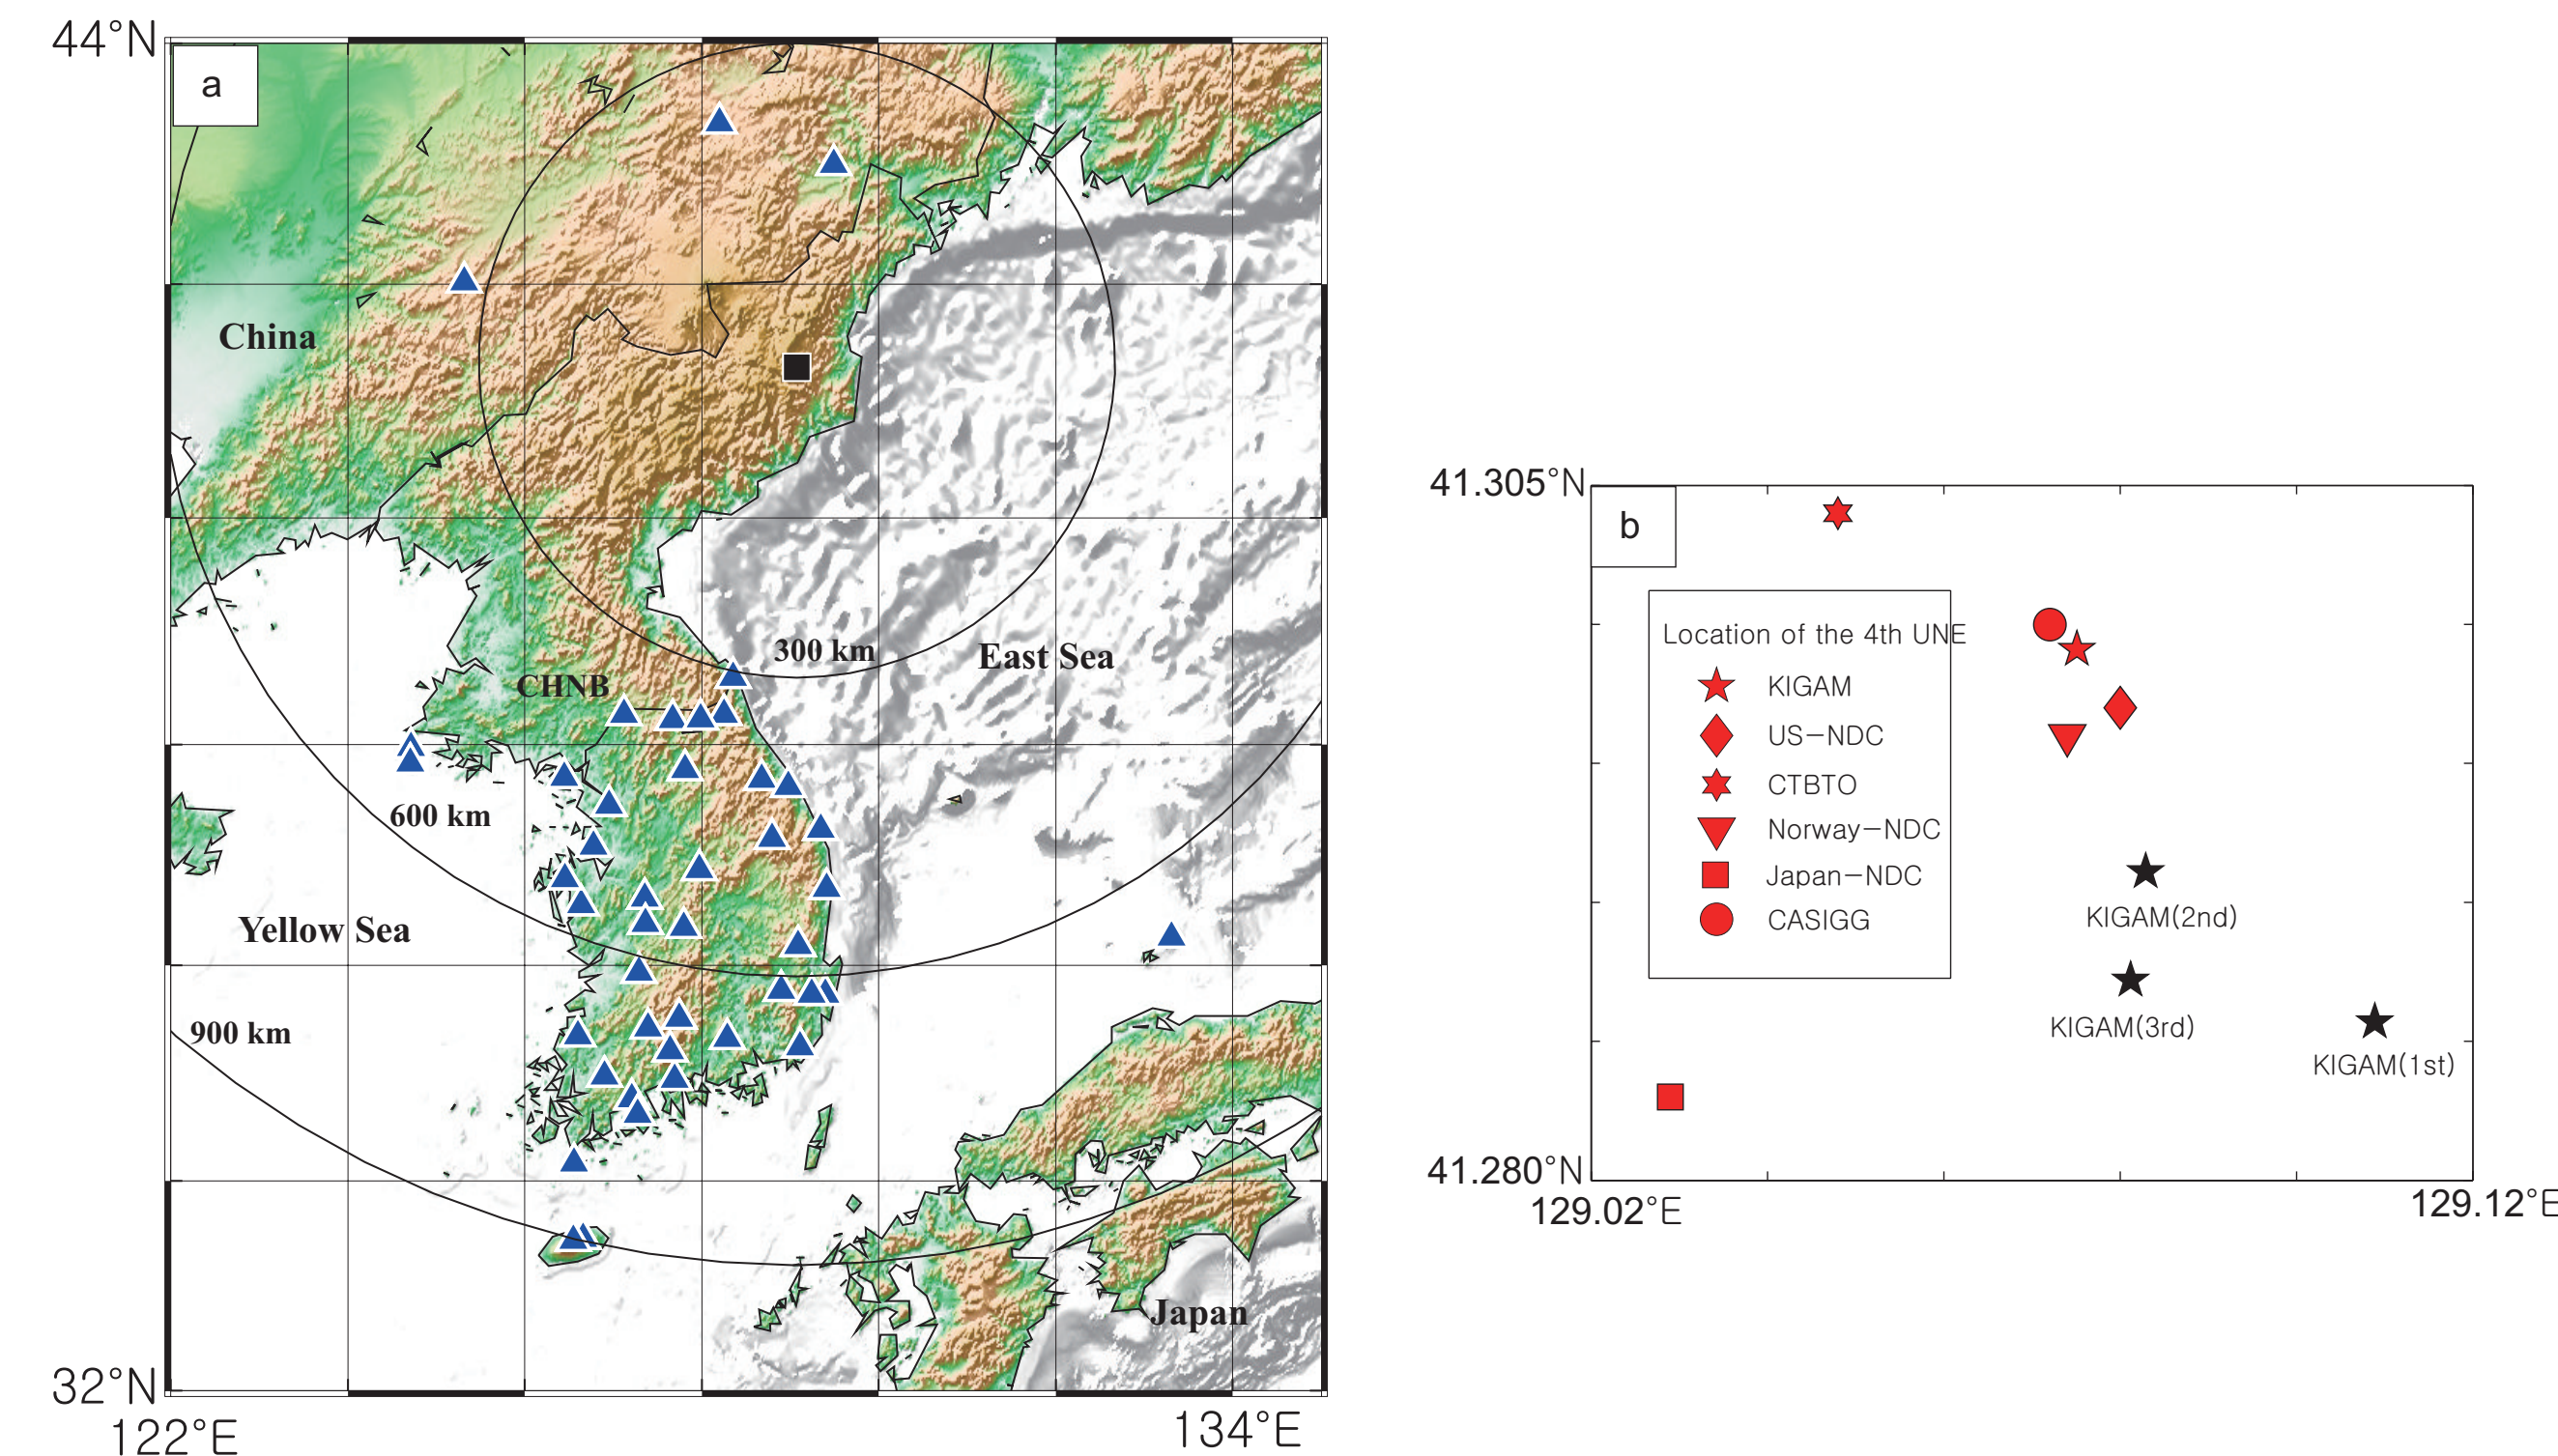 44°N
a
China
300 km
East Sea
CHNB
600 km
Yellow Sea
900 km
Japan
32°N
122°E
134°E
41.305°N
b
Location of the 4th UNE
KIGAM
US-NDC
CTBTO
Norway-NDC
Japan-NDC
CASIGG
KIGAM(2nd)
KIGAM(3rd)
KIGAM(1st)
41.280°N
129.02°E
129.12°E